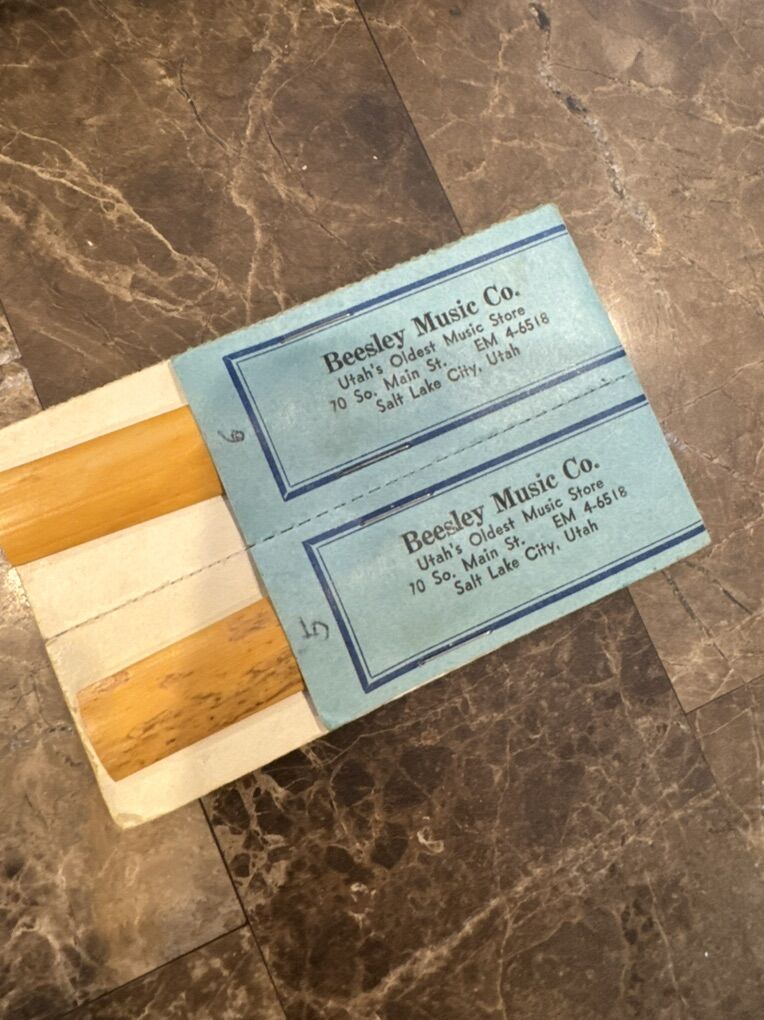 6
Beesley Music Co.
Utah's Oldest Music Store
70 So. Main St. EM 4-6518
Salt Lake City, Utah
5
Beesley Music Co.
Utah's Oldest Music Store
70 So. Main St. EM 4-6518
Salt Lake City, Utah